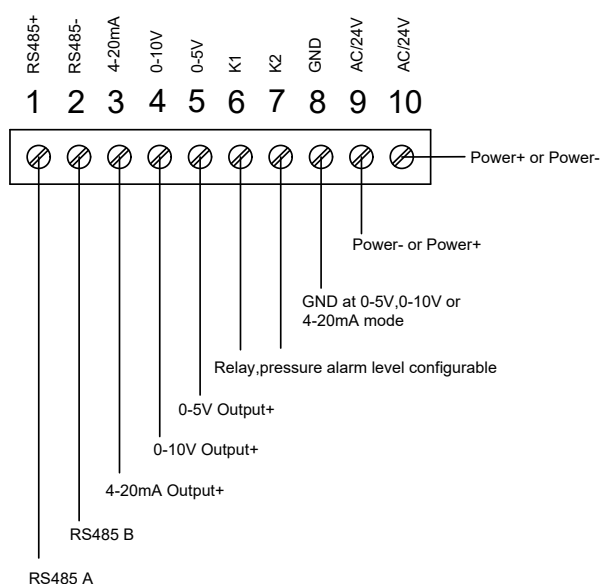 RS485+ RS485- 4-20mA 0-10V 0-5V K1 K2 GND AC/24V AC/24V
1 2 3 4 5 6 7 8 9 10
Power+ or Power-
Power- or Power+
GND at 0-5V,0-10V or
4-20mA mode
Relay,pressure alarm level configurable
0-5V Output+
0-10V Output+
4-20mA Output+
RS485 B
RS485 A